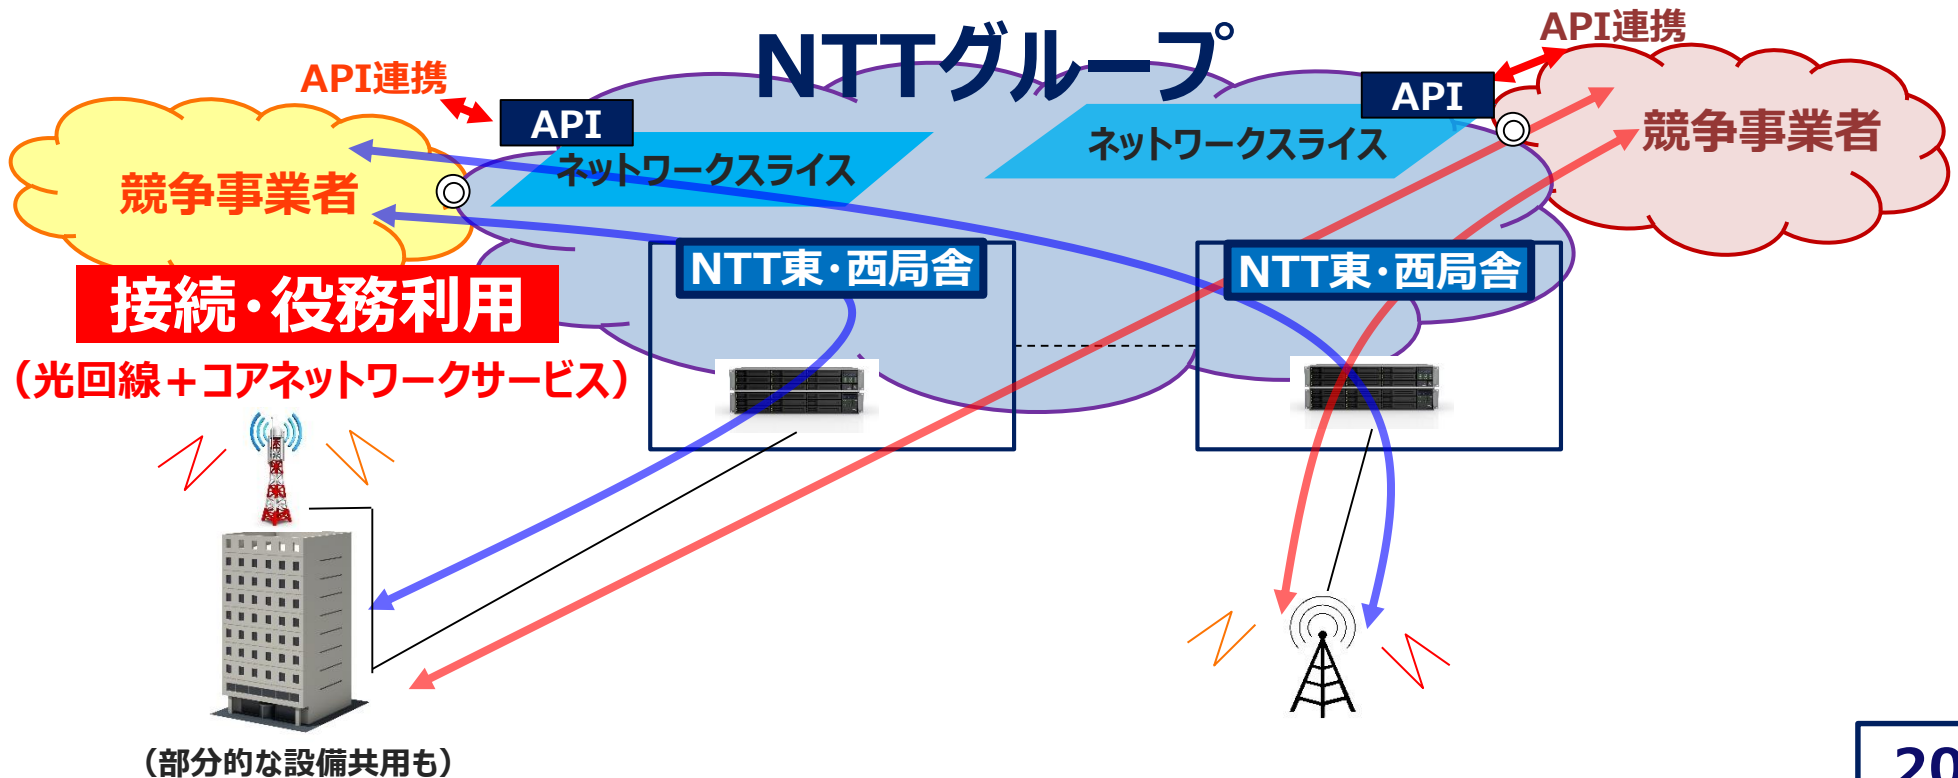 NTTグループ
API連携
API連携
API
API
ネットワークスライス
ネットワークスライス
競争事業者
競争事業者
NTT東・西局舎
NTT東・西局舎
接続・役務利用
（光回線＋コアネットワークサービス）
（部分的な設備共用も）
20